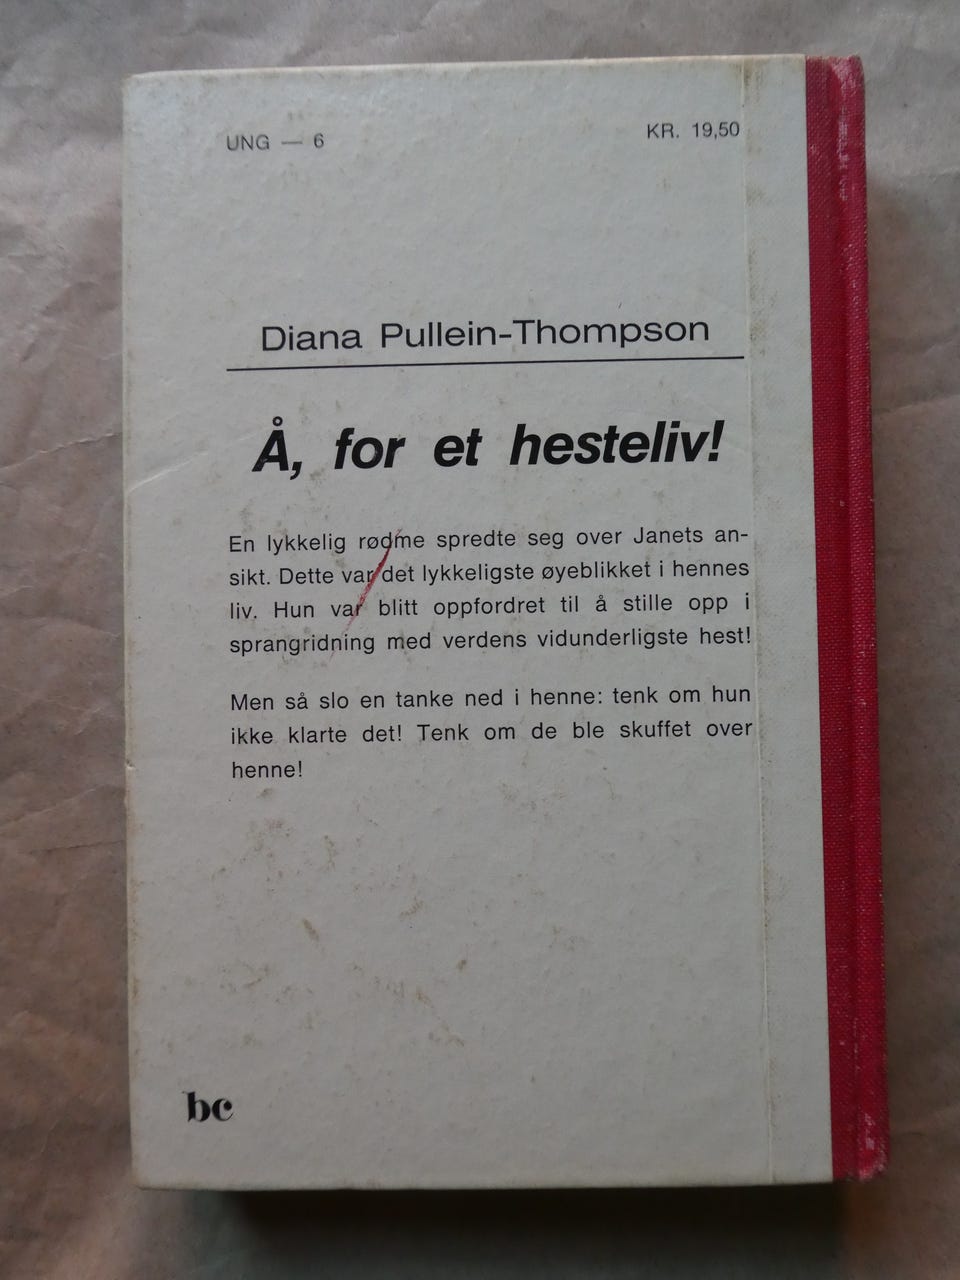 UNG — 6
KR. 19,50
Diana Pullein-Thompson
Å, for et hesteliv!
En lykkelig rødme spredte seg over Janets an-
sikt. Dette var det lykkeligste øyeblikket i hennes
liv. Hun var blitt oppfordret til å stille opp i
sprangridning med verdens vidunderligste hest!
Men så slo en tanke ned i henne: tenk om hun
ikke klarte det! Tenk om de ble skuffet over
henne!
bc